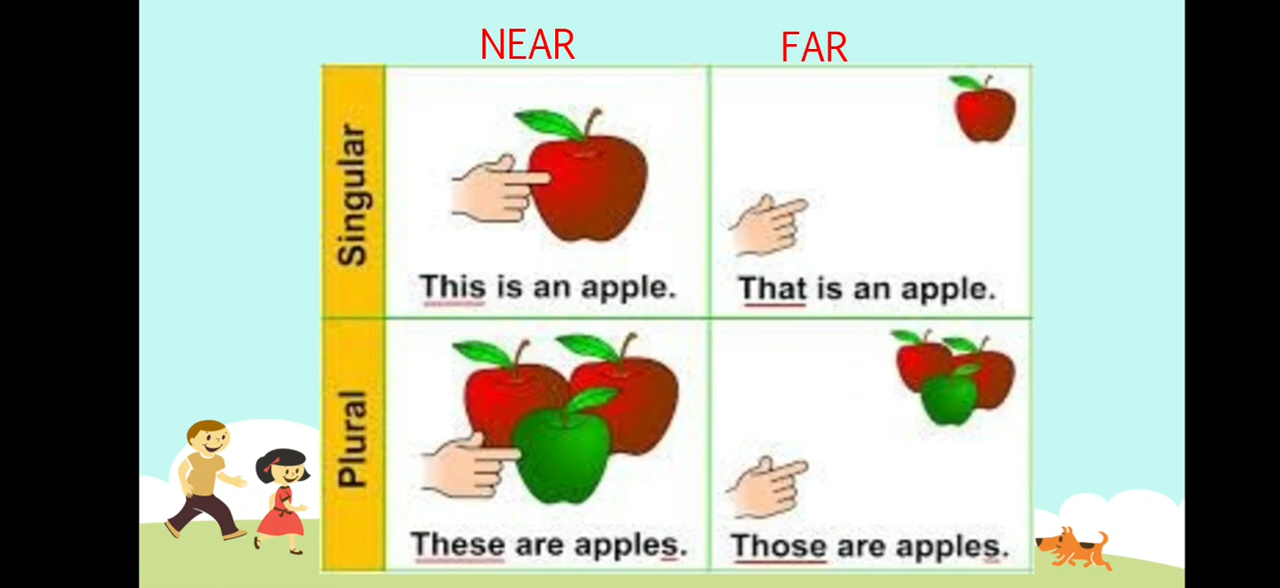 NEAR
FAR
Singular
This is an apple.
That is an apple.
Plural
These are apples.
Those are apples.